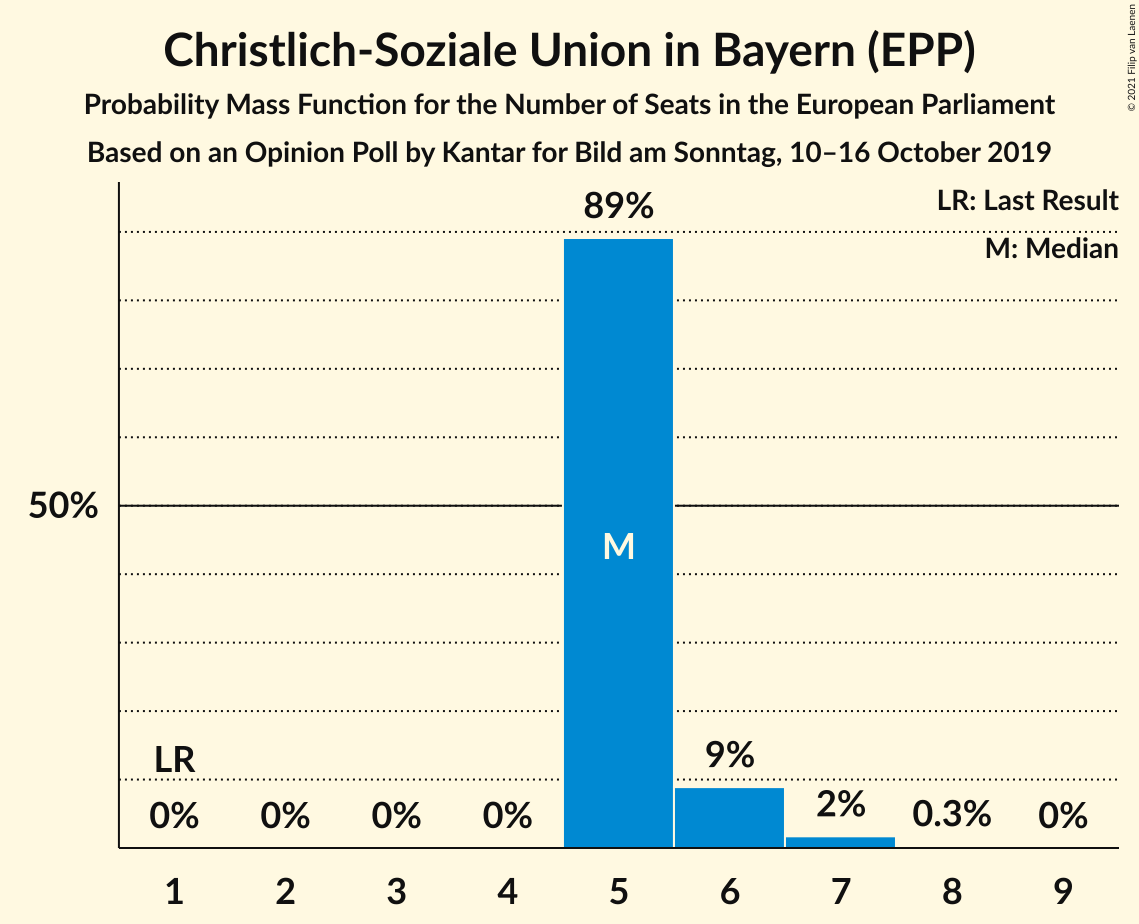 Christlich-Soziale Union in Bayern (EPP)
Probability Mass Function for the Number of Seats in the European Parliament
Based on an Opinion Poll by Kantar for Bild am Sonntag, 10–16 October 2019
© 2021 Filip van Laenen
LR: Last Result
M: Median
89%
50%
M
LR
9%
0% 0% 0% 0% 2% 0.3% 0%
1 2 3 4 5 6 7 8 9